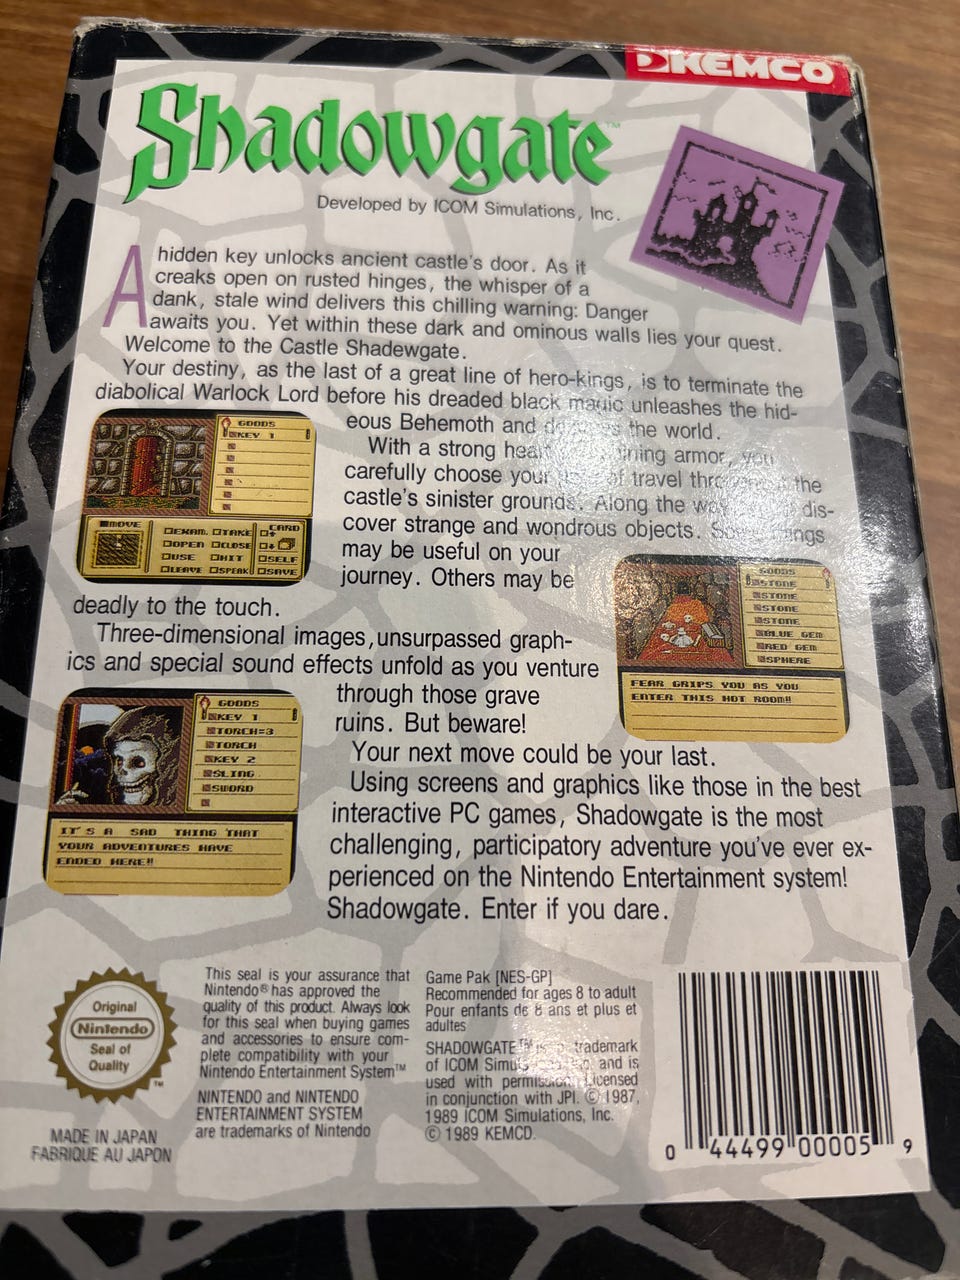 KEMCO
Shadowgate™
Developed by ICOM Simulations, Inc.
A hidden key unlocks ancient castle's door. As it
creaks open on rusted hinges, the whisper of a
dank, stale wind delivers this chilling warning: Danger
awaits you. Yet within these dark and ominous walls lies your quest.
Welcome to the Castle Shadewgate.
Your destiny, as the last of a great line of hero-kings, is to terminate the
diabolical Warlock Lord before his dreaded black magic unleashes the hid-
eous Behemoth and the world.
With a strong armor, you
carefully choose your of travel the
castle's sinister grounds. Along the dis-
cover strange and wondrous objects.
may be useful on your
journey. Others may be
deadly to the touch.
Three-dimensional images, unsurpassed graph-
ics and special sound effects unfold as you venture
through those grave
ruins. But beware!
Your next move could be your last.
Using screens and graphics like those in the best
interactive PC games, Shadowgate is the most
challenging, participatory adventure you've ever ex-
perienced on the Nintendo Entertainment system!
Shadowgate. Enter if you dare.
GOODS
KEY 1
MOVE
EXAM. TAKE
OPEN CLOSE
USE HIT
LEAVE SPEAK
CARD
SELF
SAVE
GOODS
STONE
STONE
STONE
STONE
BLUE GEM
RED GEM
SPHERE
FEAR GRIPS YOU AS YOU
ENTER THIS HOT ROOM!!
GOODS
KEY 1
TORCH=3
TORCH
KEY 2
SLING
SWORD
IT'S A SAD THING THAT
YOUR ADVENTURES HAVE
ENDED HERE!!
Original
Nintendo
Seal of
Quality
™
This seal is your assurance that
Nintendo® has approved the
quality of this product. Always look
for this seal when buying games
and accessories to ensure com-
plete compatibility with your
Nintendo Entertainment System™
NINTENDO and NINTENDO
ENTERTAINMENT SYSTEM
are trademarks of Nintendo
MADE IN JAPAN
FABRIQUE AU JAPON
Game Pak [NES-GP]
Recommended for ages 8 to adult
Pour enfants de 8 ans et plus et
adultes
SHADOWGATE™ is trademark
of ICOM and is
used with permission. Licensed
in conjunction with JPI. © 1987,
1989 ICOM Simulations, Inc.
© 1989 KEMCD.
0 44499 00005 9